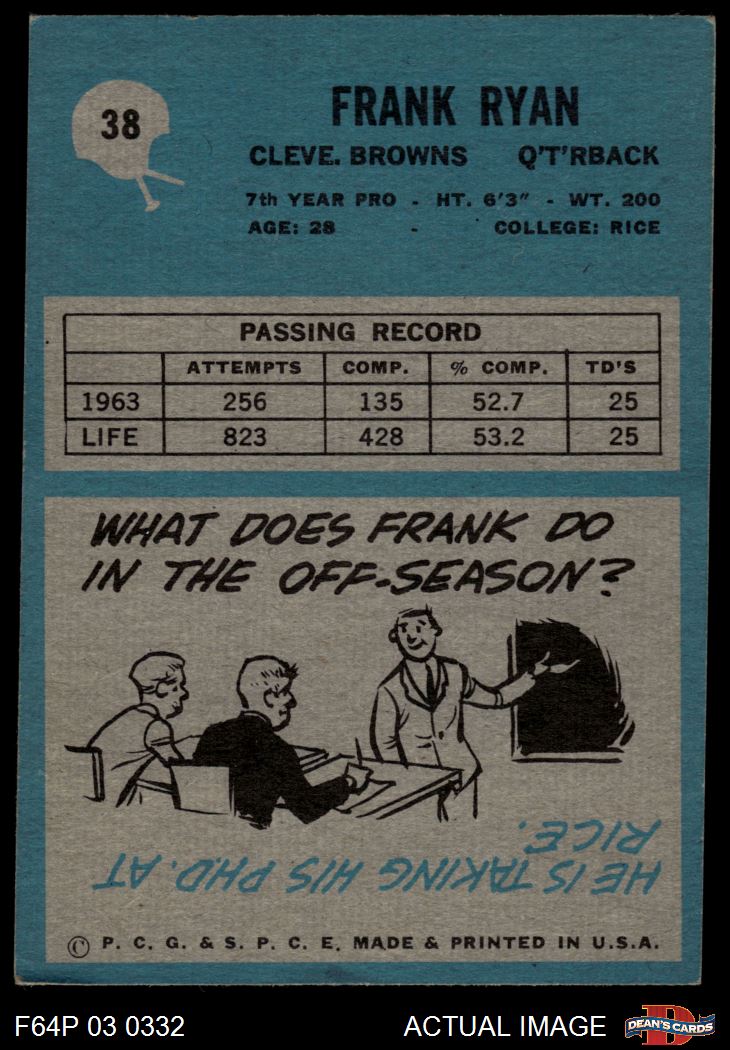 38
FRANK RYAN
CLEVE. BROWNS Q'T'RBACK
7th YEAR PRO - HT. 6'3" - WT. 200
AGE: 28 - COLLEGE: RICE
PASSING RECORD
ATTEMPTS COMP. % COMP. TD'S
1963 256 135 52.7 25
LIFE 823 428 53.2 25
WHAT DOES FRANK DO
IN THE OFF-SEASON?
HE IS TAKING HIS PHD. AT
RICE.
© P. C. G. & S. P. C. E. MADE & PRINTED IN U.S.A.
F64P 03 0332 ACTUAL IMAGE
D
DEAN'S CARDS